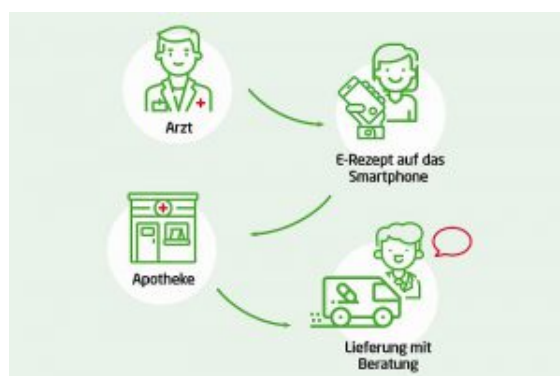 Arzt
E-Rezept auf das
Smartphone
Apotheke
Lieferung mit
Beratung